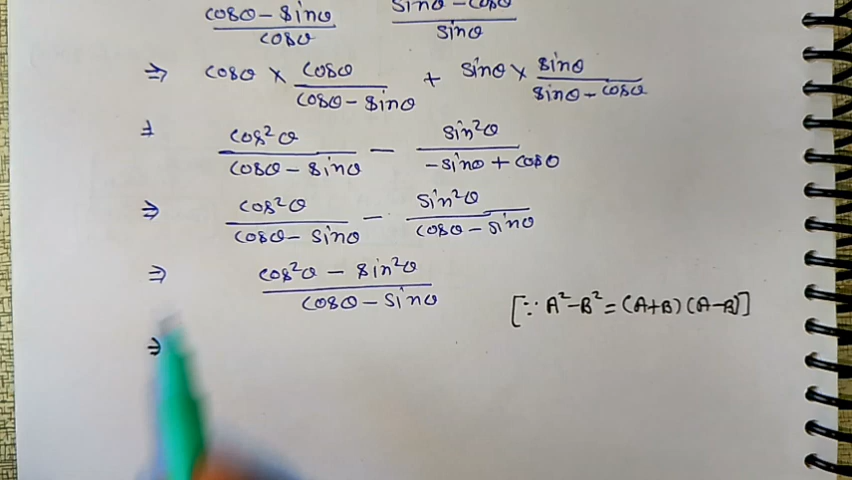 cosθ - sinθ / cosθ    sinθ - cosθ / sinθ
⇒ cosθ × cosθ / cosθ - sinθ + sinθ × sinθ / sinθ - cosθ
⇒ cos²θ / cosθ - sinθ - sin²θ / -sinθ + cosθ
⇒ cos²θ / cosθ - sinθ - sin²θ / cosθ - sinθ
⇒ cos²θ - sin²θ / cosθ - sinθ    [∵ A² - B² = (A+B) (A-B)]
⇒